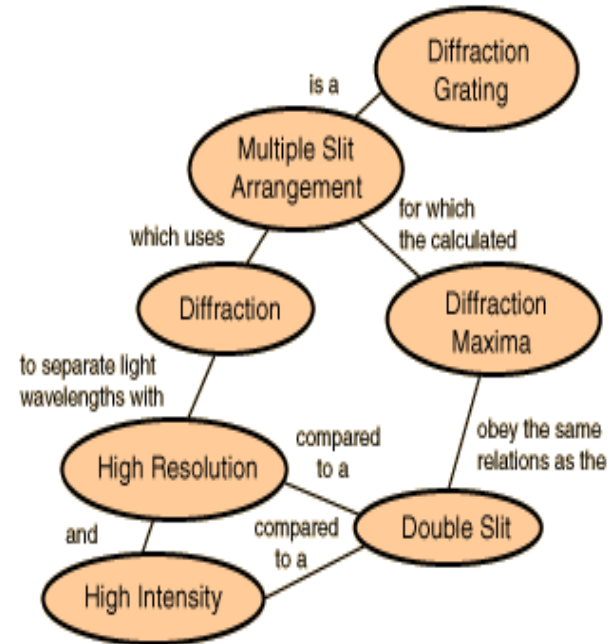 Diffraction
Grating
is a
Multiple Slit
Arrangement
for which
the calculated
which uses
Diffraction
Diffraction
Maxima
to separate light
wavelengths with
obey the same
relations as the
High Resolution
compared
to a
Double Slit
and
compared
to a
High Intensity